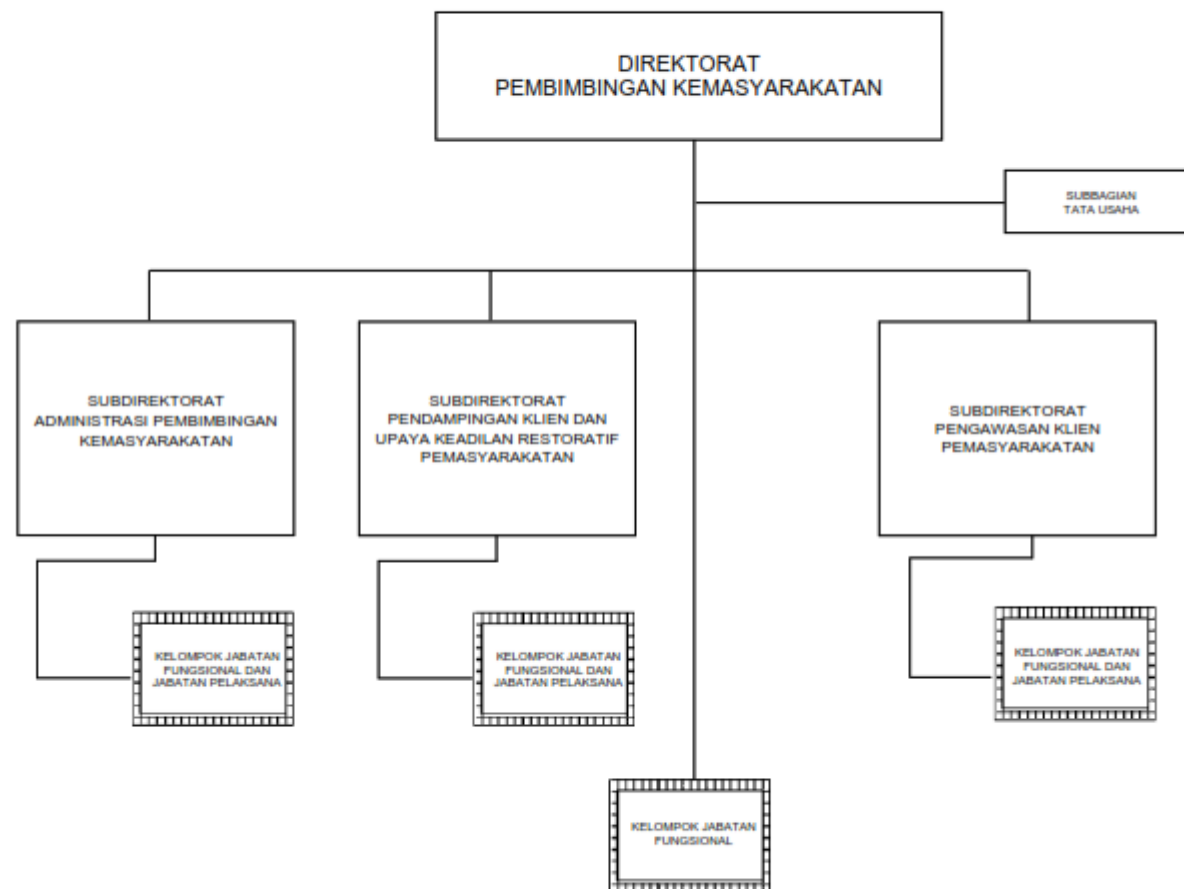 DIREKTORAT
PEMBIMBINGAN KEMASYARAKATAN
SUBBAGIAN
TATA USAHA
SUBDIREKTORAT
ADMINISTRASI PEMBIMBINGAN
KEMASYARAKATAN
SUBDIREKTORAT
PENDAMPINGAN KLIEN DAN
UPAYA KEADILAN RESTORATIF
PEMASYARAKATAN
SUBDIREKTORAT
PENGAWASAN KLIEN
PEMASYARAKATAN
KELOMPOK JABATAN
FUNGSIONAL DAN
JABATAN PELAKSANA
KELOMPOK JABATAN
FUNGSIONAL DAN
JABATAN PELAKSANA
KELOMPOK JABATAN
FUNGSIONAL DAN
JABATAN PELAKSANA
KELOMPOK JABATAN
FUNGSIONAL